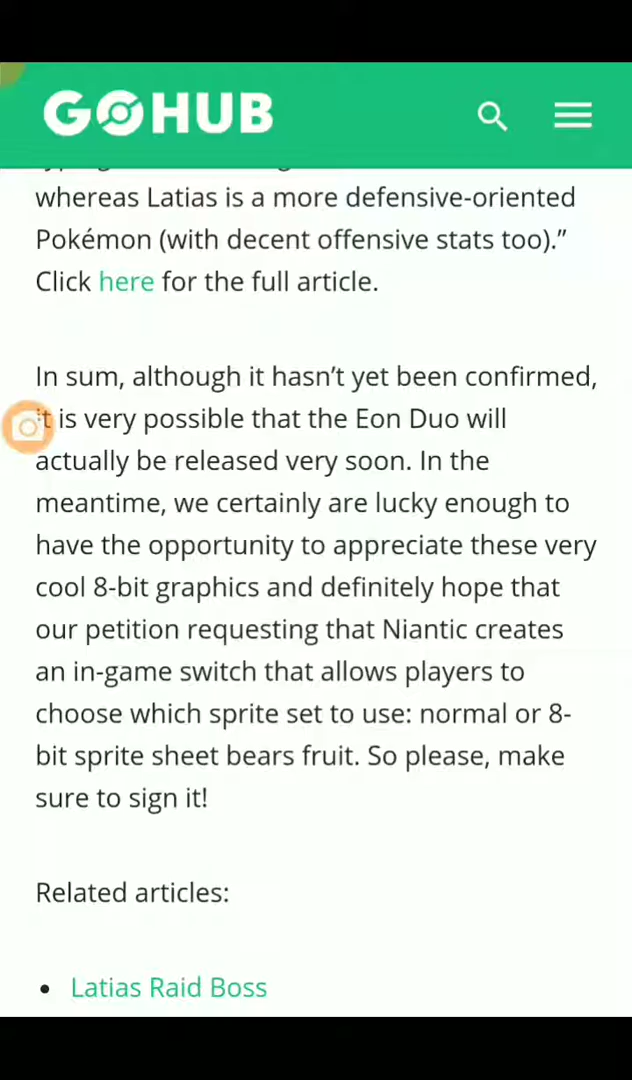 GOHUB
whereas Latias is a more defensive-oriented
Pokémon (with decent offensive stats too).”
Click here for the full article.
In sum, although it hasn’t yet been confirmed,
it is very possible that the Eon Duo will
actually be released very soon. In the
meantime, we certainly are lucky enough to
have the opportunity to appreciate these very
cool 8-bit graphics and definitely hope that
our petition requesting that Niantic creates
an in-game switch that allows players to
choose which sprite set to use: normal or 8-
bit sprite sheet bears fruit. So please, make
sure to sign it!
Related articles:
• Latias Raid Boss